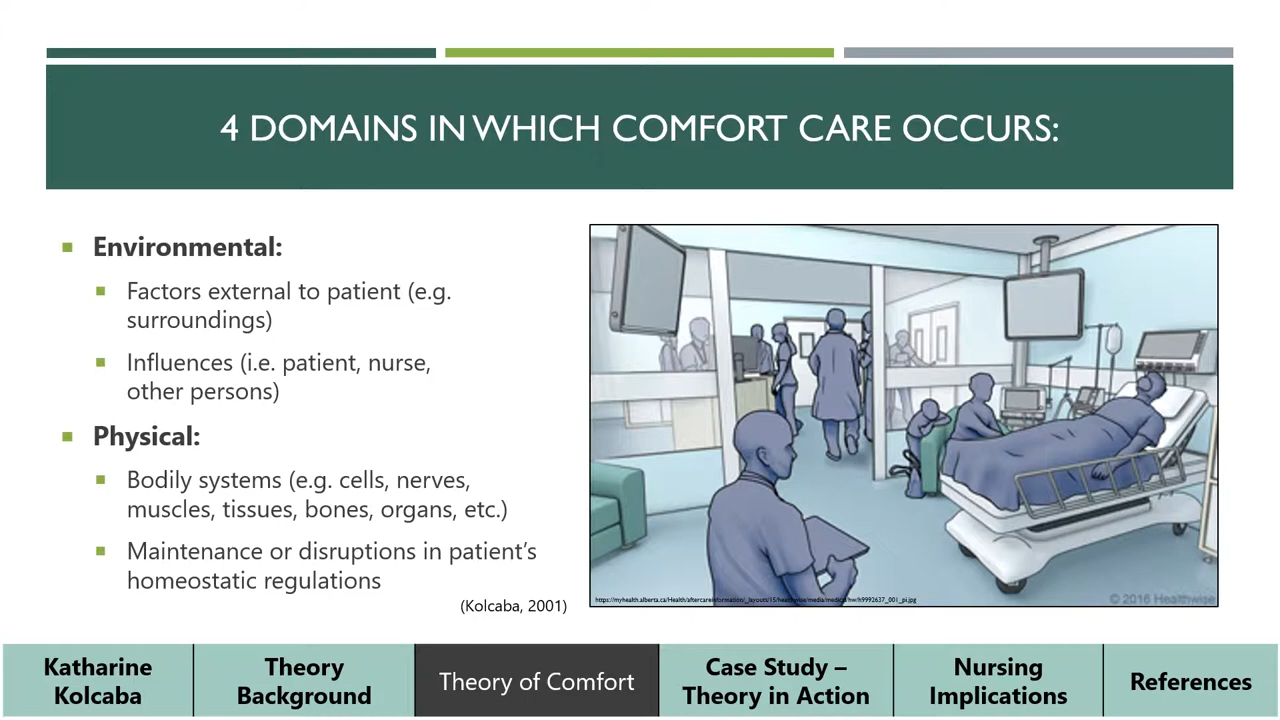 4 DOMAINS IN WHICH COMFORT CARE OCCURS:
Environmental:
Factors external to patient (e.g.
surroundings)
Influences (i.e. patient, nurse,
other persons)
Physical:
Bodily systems (e.g. cells, nerves,
muscles, tissues, bones, organs, etc.)
Maintenance or disruptions in patient’s
homeostatic regulations
(Kolcaba, 2001)
© 2016 Healthwise
Katharine
Kolcaba
Theory
Background
Theory of Comfort
Case Study –
Theory in Action
Nursing
Implications
References